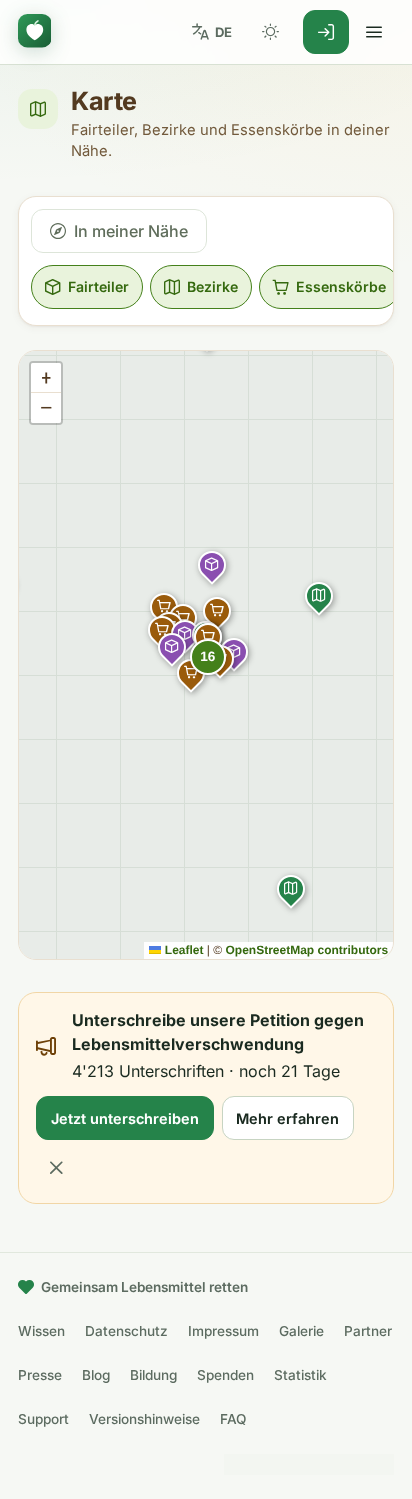 DE
Karte
Fairteiler, Bezirke und Essenskörbe in deiner
Nähe.
In meiner Nähe
Fairteiler
Bezirke
Essenskörbe
+
−
16
Leaflet | © OpenStreetMap contributors
Unterschreibe unsere Petition gegen
Lebensmittelverschwendung
4'213 Unterschriften · noch 21 Tage
Jetzt unterschreiben
Mehr erfahren
Gemeinsam Lebensmittel retten
Wissen Datenschutz Impressum Galerie Partner
Presse Blog Bildung Spenden Statistik
Support Versionshinweise FAQ